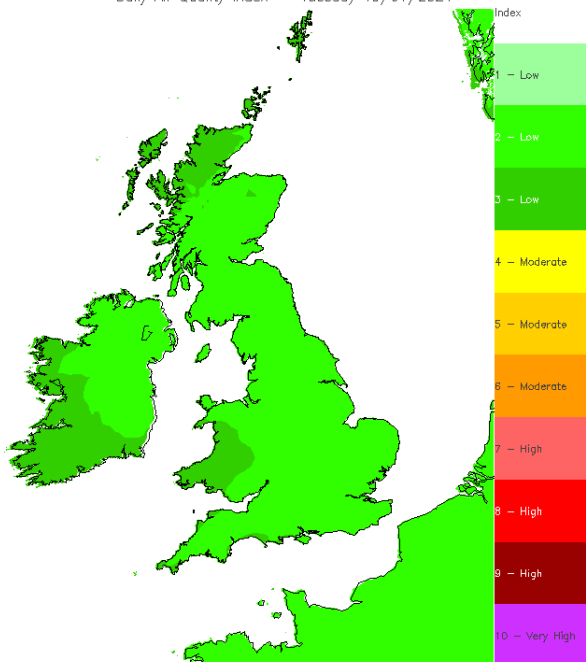 Index
1 - Low
2 - Low
3 - Low
4 - Moderate
5 - Moderate
6 - Moderate
7 - High
8 - High
9 - High
10 - Very High